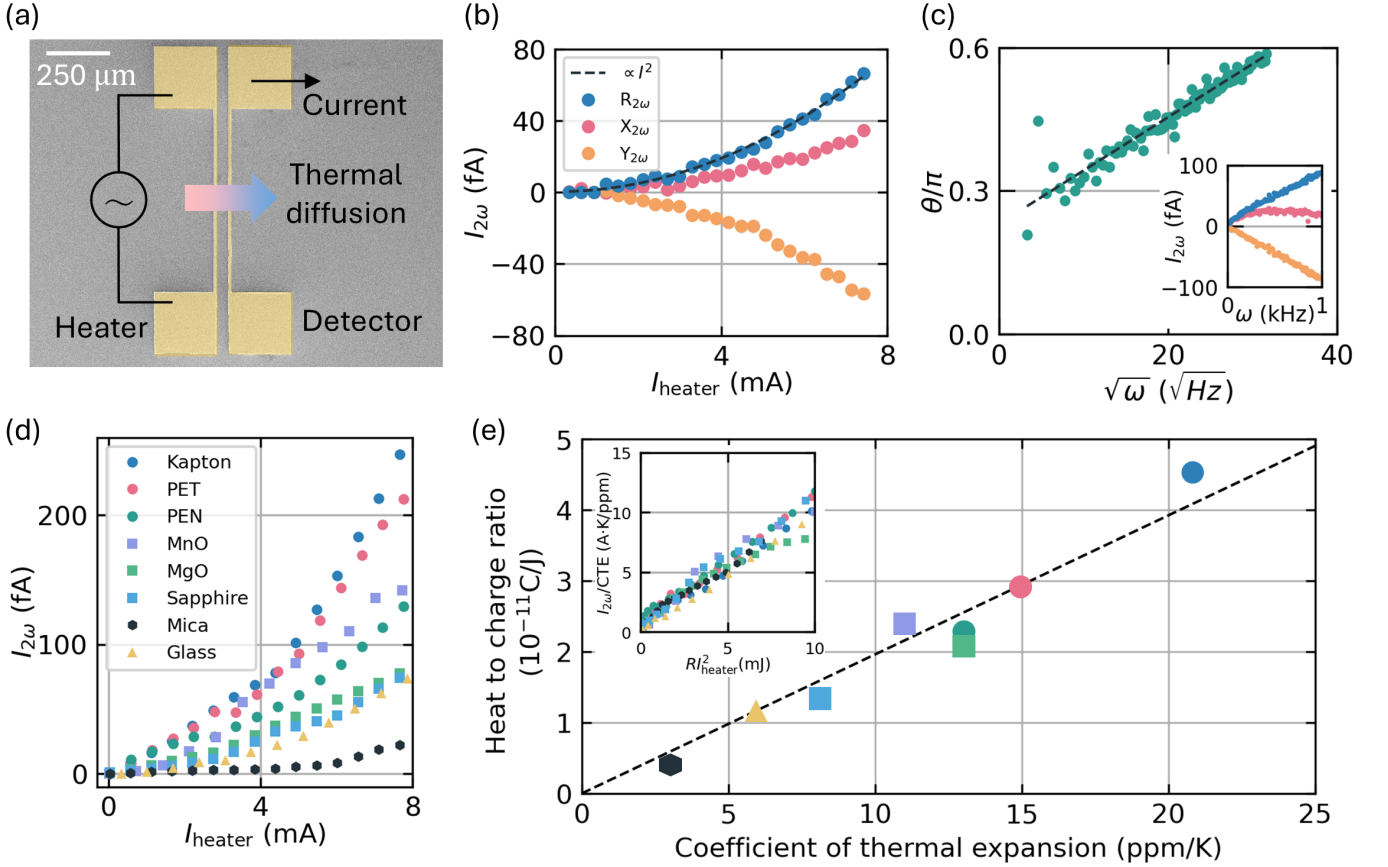 (a)
250 μm
Current
Thermal
diffusion
Heater
Detector
(b)
I2ω (fA)
80
40
0
−40
−80
∝ I²
R2ω
X2ω
Y2ω
0
4
8
Iheater (mA)
(c)
θ/π
0.6
0.3
0.0
0
20
40
√ω (√Hz)
I2ω (fA)
100
0
−100
0
ω (kHz)
1
(d)
I2ω (fA)
200
100
0
Kapton
PET
PEN
MnO
MgO
Sapphire
Mica
Glass
0
4
8
Iheater (mA)
(e)
Heat to charge ratio
(10⁻¹¹C/J)
5
4
3
2
1
0
I2ω/CTE (A·K/ppm)
15
10
5
0
0
5
10
RI²heater(mJ)
0
5
10
15
20
25
Coefficient of thermal expansion (ppm/K)